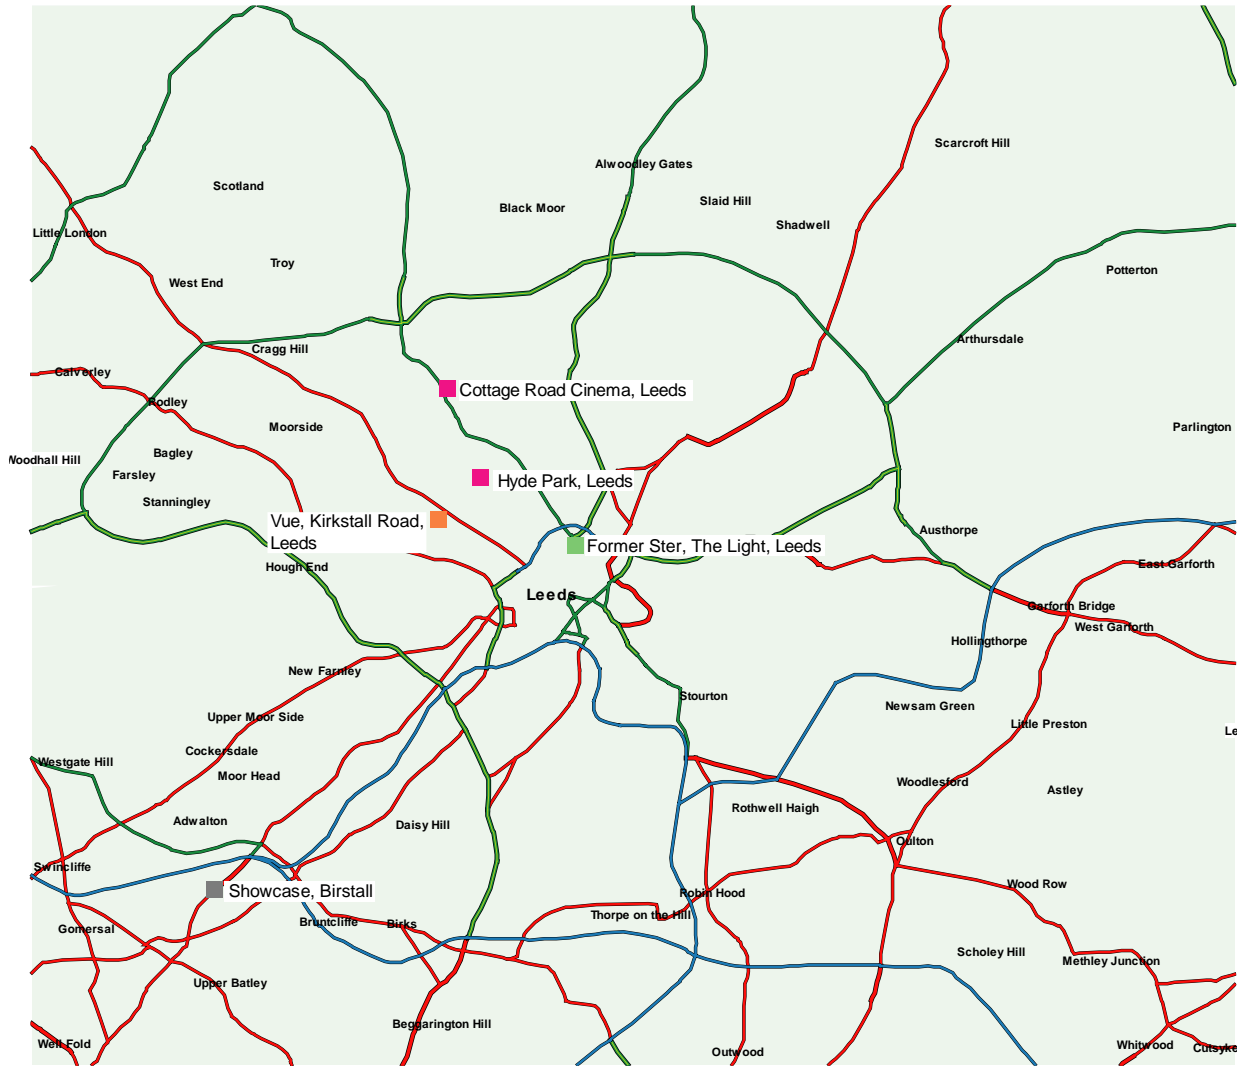 Scarcroft Hill
Alwoodley Gates
Scotland
Slaid Hill
Black Moor
Shadwell
Little London
Troy
Potterton
West End
Arthursdale
Cragg Hill
Calverley
Cottage Road Cinema, Leeds
Rodley
Moorside
Parlington
Bagley
Woodhall Hill
Farsley
Hyde Park, Leeds
Stanningley
Vue, Kirkstall Road,
Leeds
Austhorpe
Former Ster, The Light, Leeds
Hough End
East Garforth
Leeds
Garforth Bridge
West Garforth
Hollingthorpe
New Farnley
Stourton
Newsam Green
Upper Moor Side
Little Preston
Le
Cockersdale
Westgate Hill
Moor Head
Woodlesford
Astley
Rothwell Haigh
Adwalton
Daisy Hill
Oulton
Swincliffe
Wood Row
Showcase, Birstall
Robin Hood
Thorpe on the Hill
Bruntcliffe
Birks
Gomersal
Scholey Hill
Methley Junction
Upper Batley
Beggarington Hill
Well Fold
Outwood
Whitwood
Cutsyke